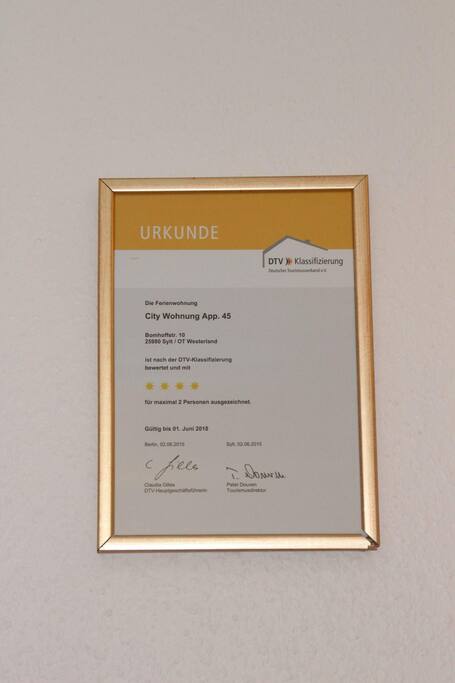 URKUNDE
DTV Klassifizierung
Deutscher Tourismusverband e.V.
Die Ferienwohnung
City Wohnung App. 45
Bomhoffstr. 10
25980 Sylt / OT Westerland
ist nach der DTV-Klassifizierung
bewertet und mit
für maximal 2 Personen ausgezeichnet.
Gültig bis 01. Juni 2018
Berlin, 02.06.2015 Sylt, 02.06.2015
Claudia Gilles Peter Douven
DTV-Hauptgeschäftsführerin Tourismusdirektor